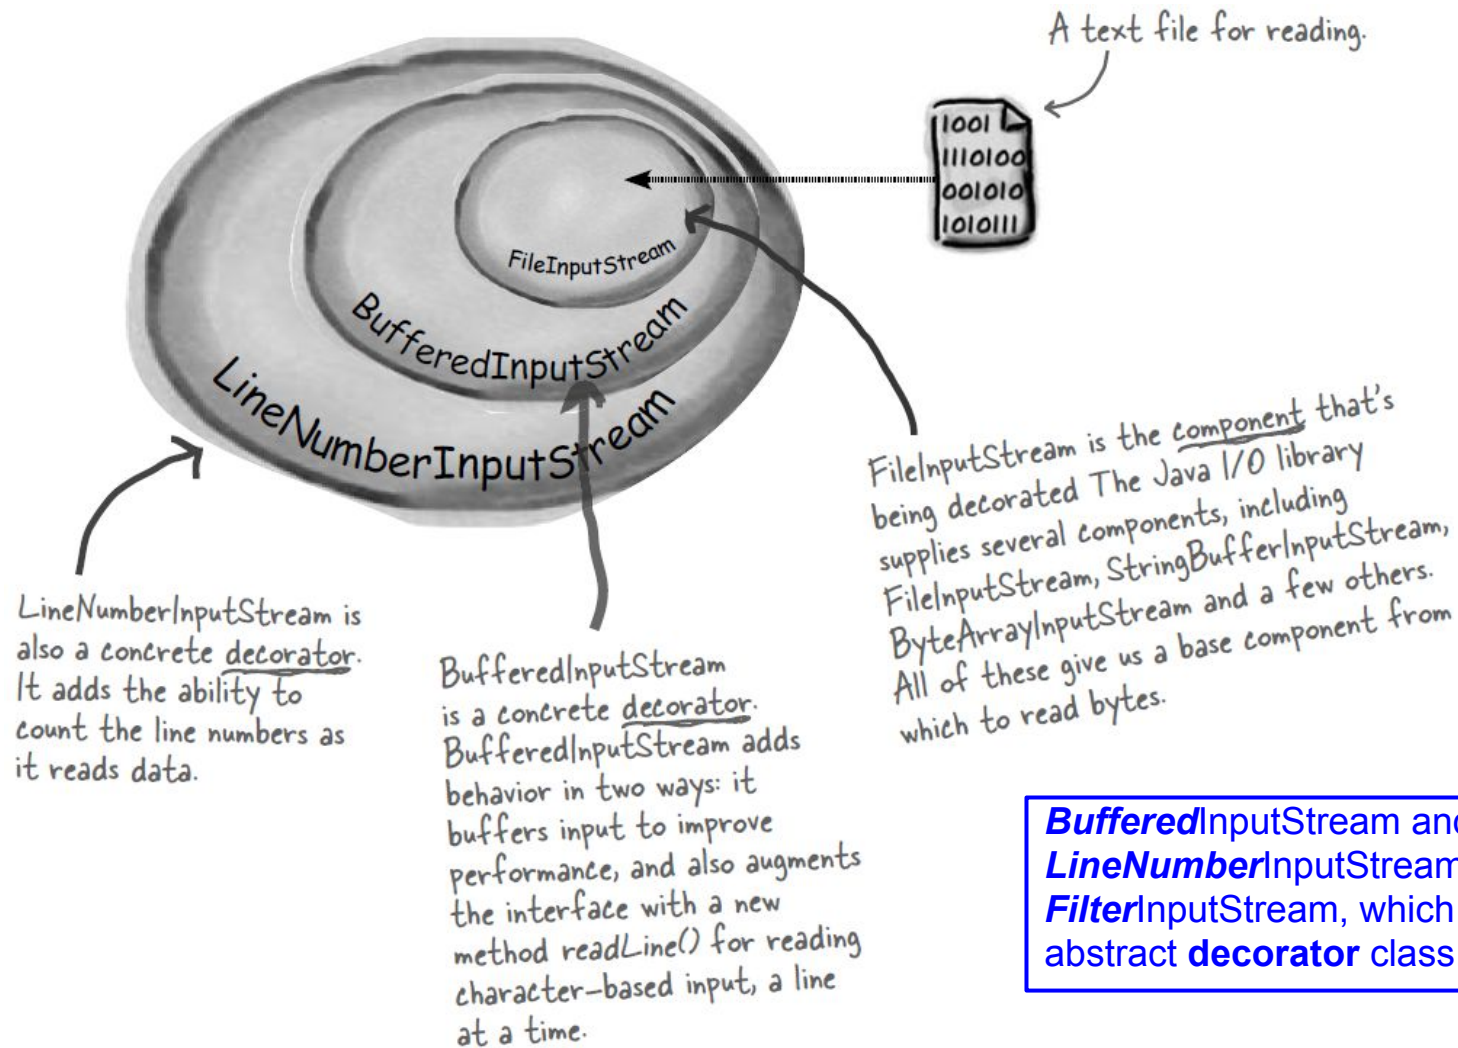 A text file for reading.
1001
1110100
001010
1010111
FileInputStream
BufferedInputStream
LineNumberInputStream
FileInputStream is the component that's
being decorated The Java I/O library
supplies several components, including
FileInputStream, StringBufferInputStream,
ByteArrayInputStream and a few others.
All of these give us a base component from
which to read bytes.
LineNumberInputStream is
also a concrete decorator.
It adds the ability to
count the line numbers as
it reads data.
BufferedInputStream
is a concrete decorator.
BufferedInputStream adds
behavior in two ways: it
buffers input to improve
performance, and also augments
the interface with a new
method readLine() for reading
character-based input, a line
at a time.
BufferedInputStream and
LineNumberInputStream
FilterInputStream, which
abstract decorator class